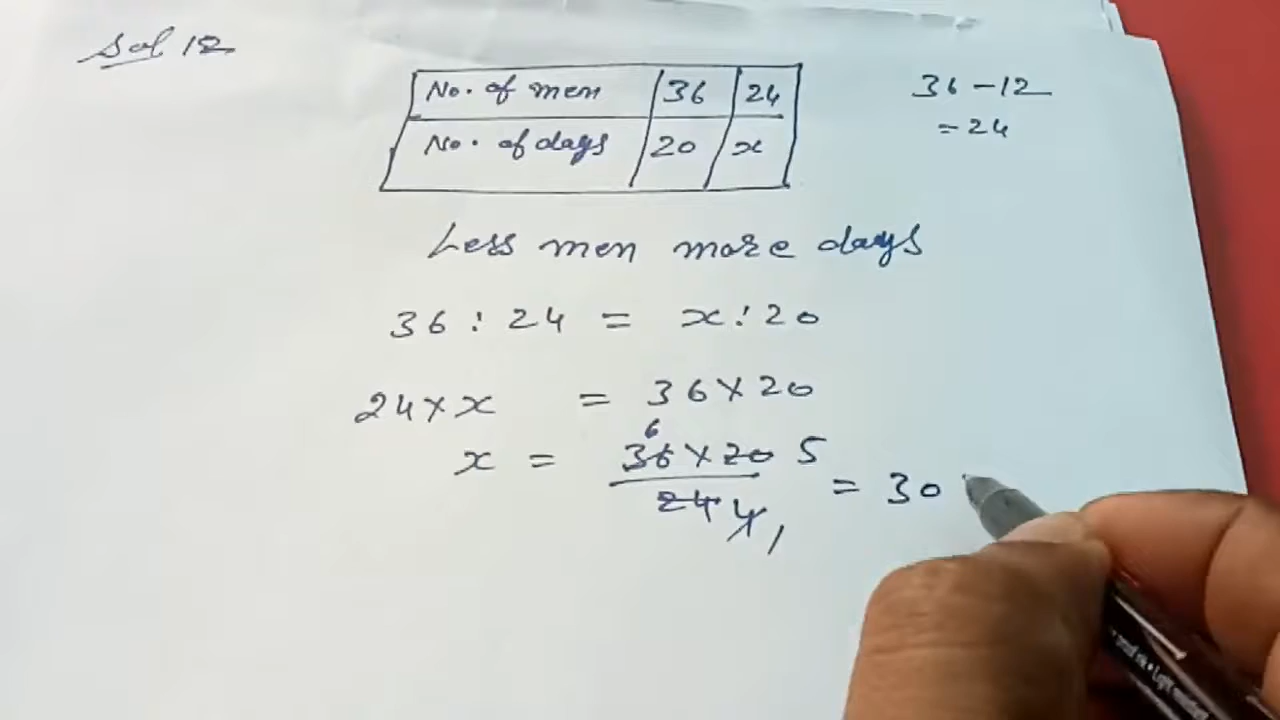 Sol 12
No. of men 36 24
No. of days 20 x
36 - 12
= 24
Less men more days
36 : 24 = x : 20
24 × x = 36 × 20
6
x = 36 × 20 5
24 4 1
= 30